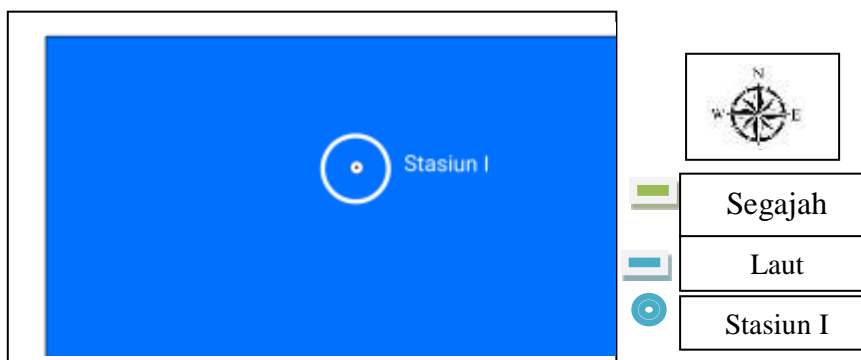 Stasiun I
N
W E
Segajah
Laut
Stasiun I